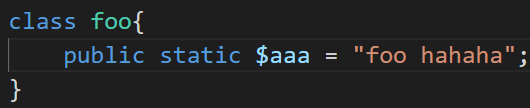 class foo{
    public static $aaa = "foo hahaha";
}